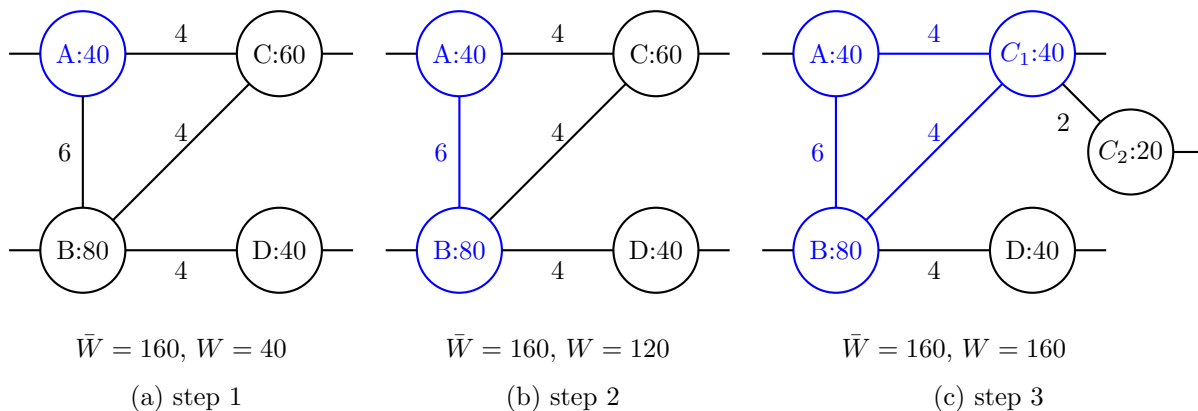 A:40
4
C:60
6
4
B:80
4
D:40
W̄ = 160, W = 40
(a) step 1
A:40
4
C:60
6
4
B:80
4
D:40
W̄ = 160, W = 120
(b) step 2
A:40
4
C₁:40
6
4
2
C₂:20
B:80
4
D:40
W̄ = 160, W = 160
(c) step 3